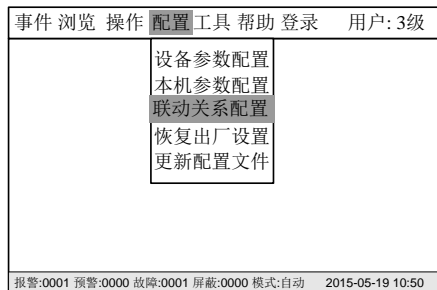 事件 浏览 操作 配置 工具 帮助 登录 用户: 3级
设备参数配置
本机参数配置
联动关系配置
恢复出厂设置
更新配置文件
报警:0001 预警:0000 故障:0001 屏蔽:0000 模式:自动 2015-05-19 10:50